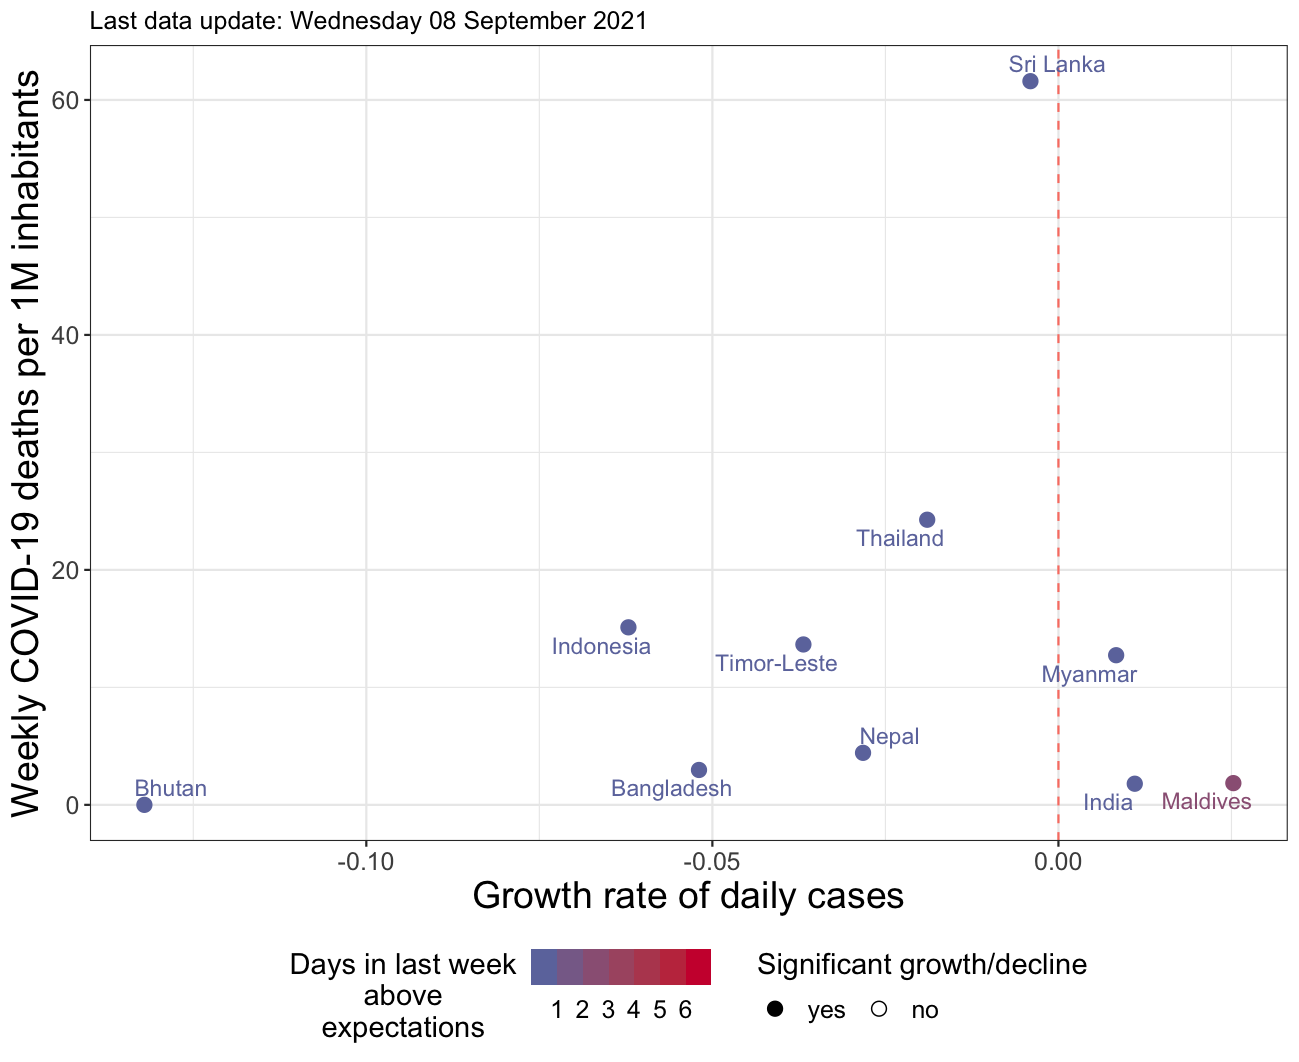 Last data update: Wednesday 08 September 2021
Weekly COVID-19 deaths per 1M inhabitants
60
40
20
0
Sri Lanka
Thailand
Indonesia
Timor-Leste
Myanmar
Nepal
Bangladesh
Bhutan
India
Maldives
-0.10
-0.05
0.00
Growth rate of daily cases
Days in last week
above
expectations
1 2 3 4 5 6
Significant growth/decline
yes no